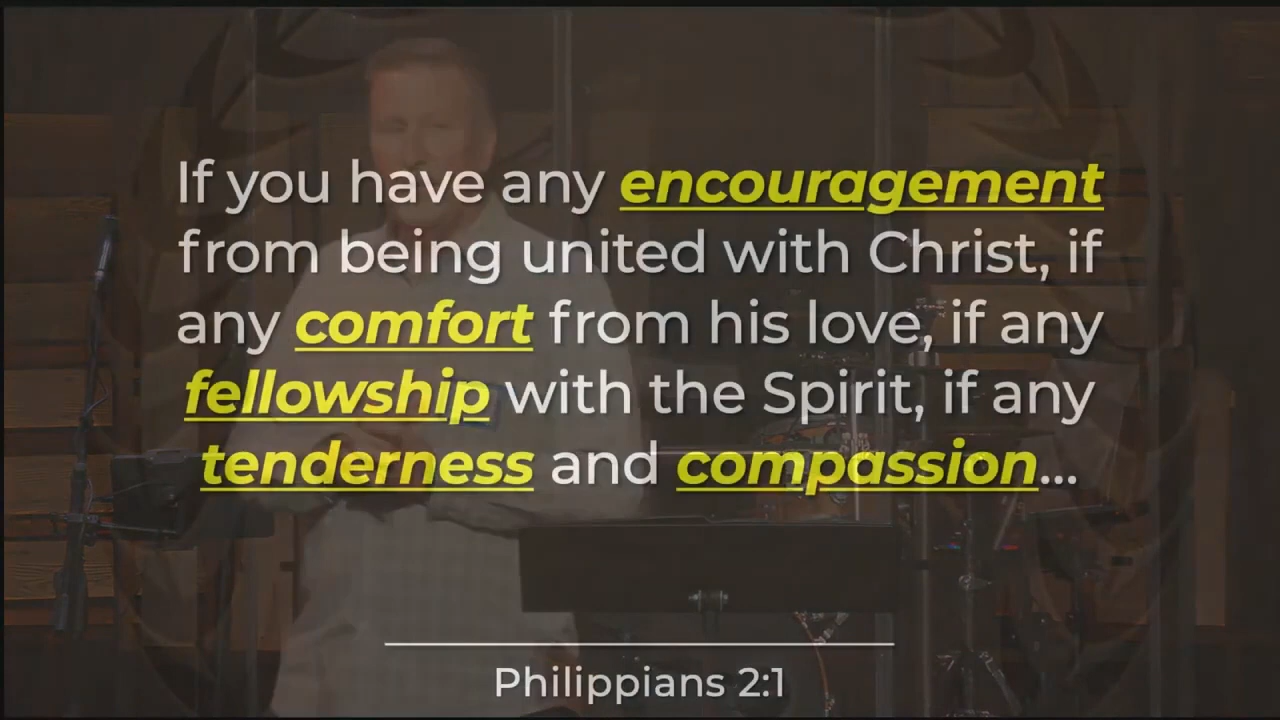 If you have any encouragement
from being united with Christ, if
any comfort from his love, if any
fellowship with the Spirit, if any
tenderness and compassion...
Philippians 2:1